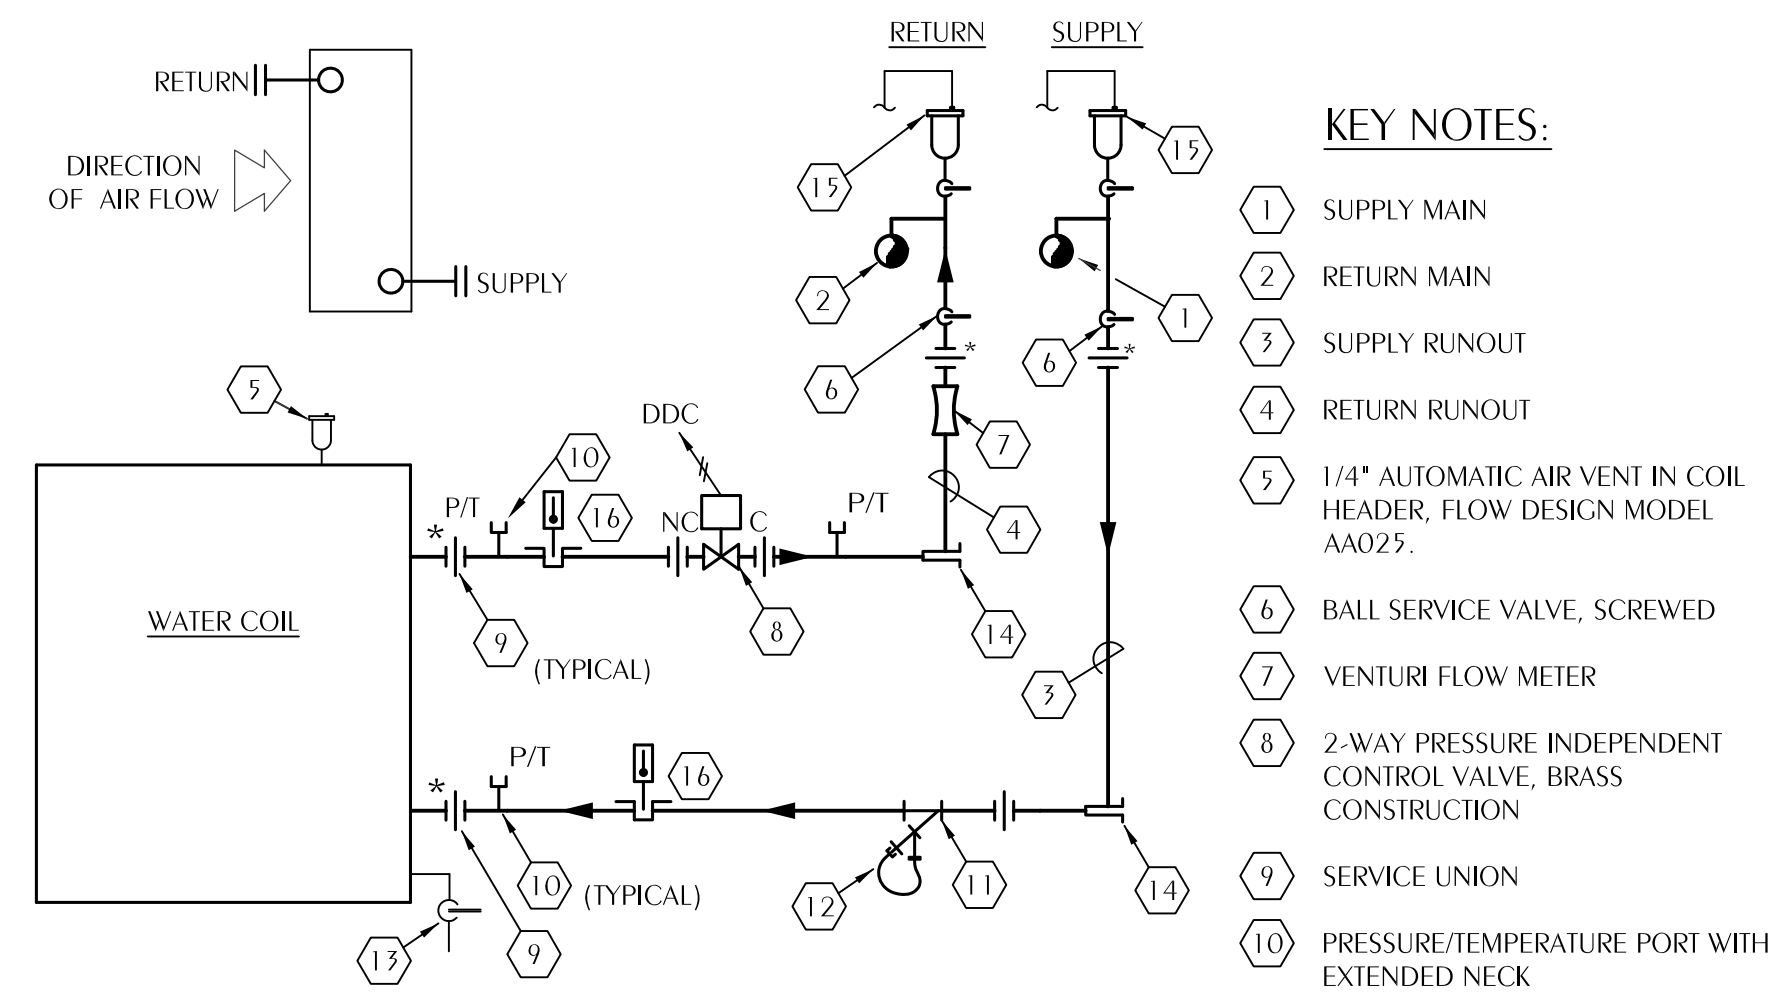 RETURN
SUPPLY
RETURN
DIRECTION
OF AIR FLOW
SUPPLY
15
15
2
1
6
*
6
*
5
7
DDC
10
P/T
*
16
NC
C
P/T
4
WATER COIL
9
(TYPICAL)
8
14
3
P/T
*
16
10
(TYPICAL)
12
11
14
13
9
KEY NOTES:
1 SUPPLY MAIN
2 RETURN MAIN
3 SUPPLY RUNOUT
4 RETURN RUNOUT
5 1/4" AUTOMATIC AIR VENT IN COIL
HEADER, FLOW DESIGN MODEL
AA025.
6 BALL SERVICE VALVE, SCREWED
7 VENTURI FLOW METER
8 2-WAY PRESSURE INDEPENDENT
CONTROL VALVE, BRASS
CONSTRUCTION
9 SERVICE UNION
10 PRESSURE/TEMPERATURE PORT WITH
EXTENDED NECK